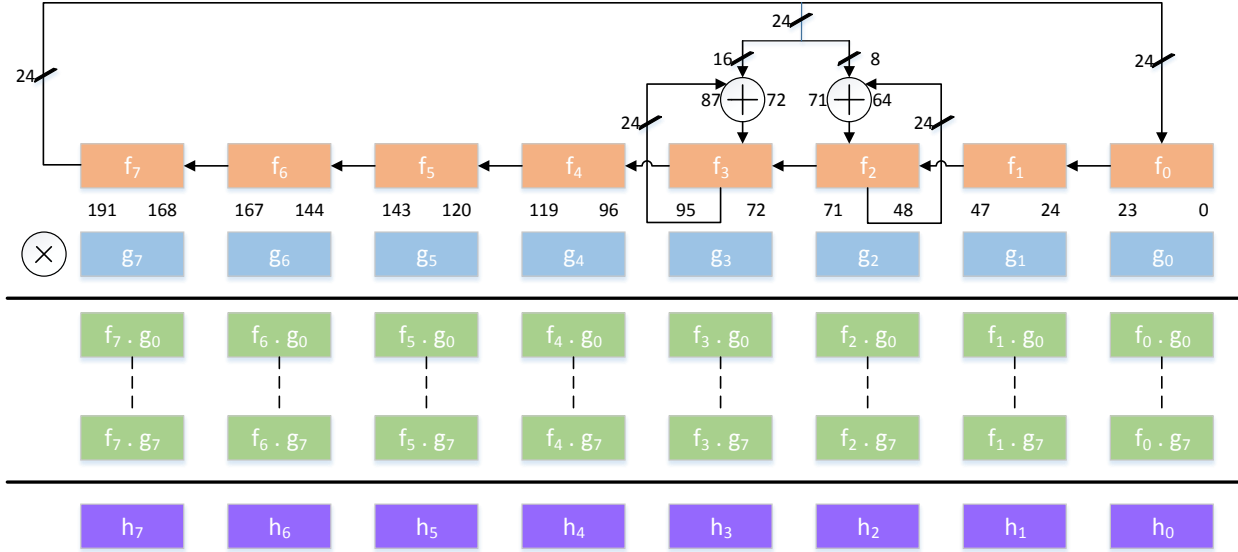 24
16 8
24 24
87 72 71 64
24 24
f₇ f₆ f₅ f₄ f₃ f₂ f₁ f₀
191 168 167 144 143 120 119 96 95 72 71 48 47 24 23 0
g₇ g₆ g₅ g₄ g₃ g₂ g₁ g₀
f₇ . g₀ f₆ . g₀ f₅ . g₀ f₄ . g₀ f₃ . g₀ f₂ . g₀ f₁ . g₀ f₀ . g₀
f₇ . g₇ f₆ . g₇ f₅ . g₇ f₄ . g₇ f₃ . g₇ f₂ . g₇ f₁ . g₇ f₀ . g₇
h₇ h₆ h₅ h₄ h₃ h₂ h₁ h₀